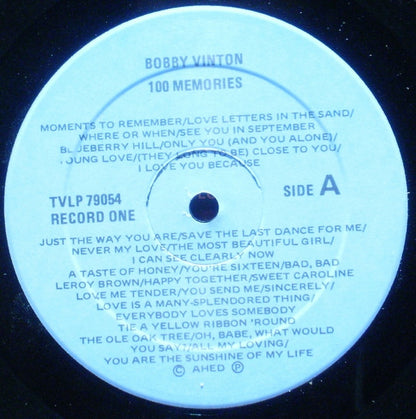 BOBBY VINTON
100 MEMORIES
MOMENTS TO REMEMBER/LOVE LETTERS IN THE SAND/
WHERE OR WHEN/SEE YOU IN SEPTEMBER
BLUEBERRY HILL/ONLY YOU (AND YOU ALONE)/
YOUNG LOVE/(THEY LONG TO BE) CLOSE TO YOU/
I LOVE YOU BECAUSE
TVLP 79054
RECORD ONE
SIDE A
JUST THE WAY YOU ARE/SAVE THE LAST DANCE FOR ME/
NEVER MY LOVE/THE MOST BEAUTIFUL GIRL/
I CAN SEE CLEARLY NOW
A TASTE OF HONEY/YOU'RE SIXTEEN/BAD, BAD
LEROY BROWN/HAPPY TOGETHER/SWEET CAROLINE
LOVE ME TENDER/YOU SEND ME/SINCERELY/
LOVE IS A MANY-SPLENDORED THING/
EVERYBODY LOVES SOMEBODY
TIE A YELLOW RIBBON 'ROUND
THE OLE OAK TREE/OH, BABE, WHAT WOULD
YOU SAY?/ALL MY LOVING/
YOU ARE THE SUNSHINE OF MY LIFE
© AHED ℗